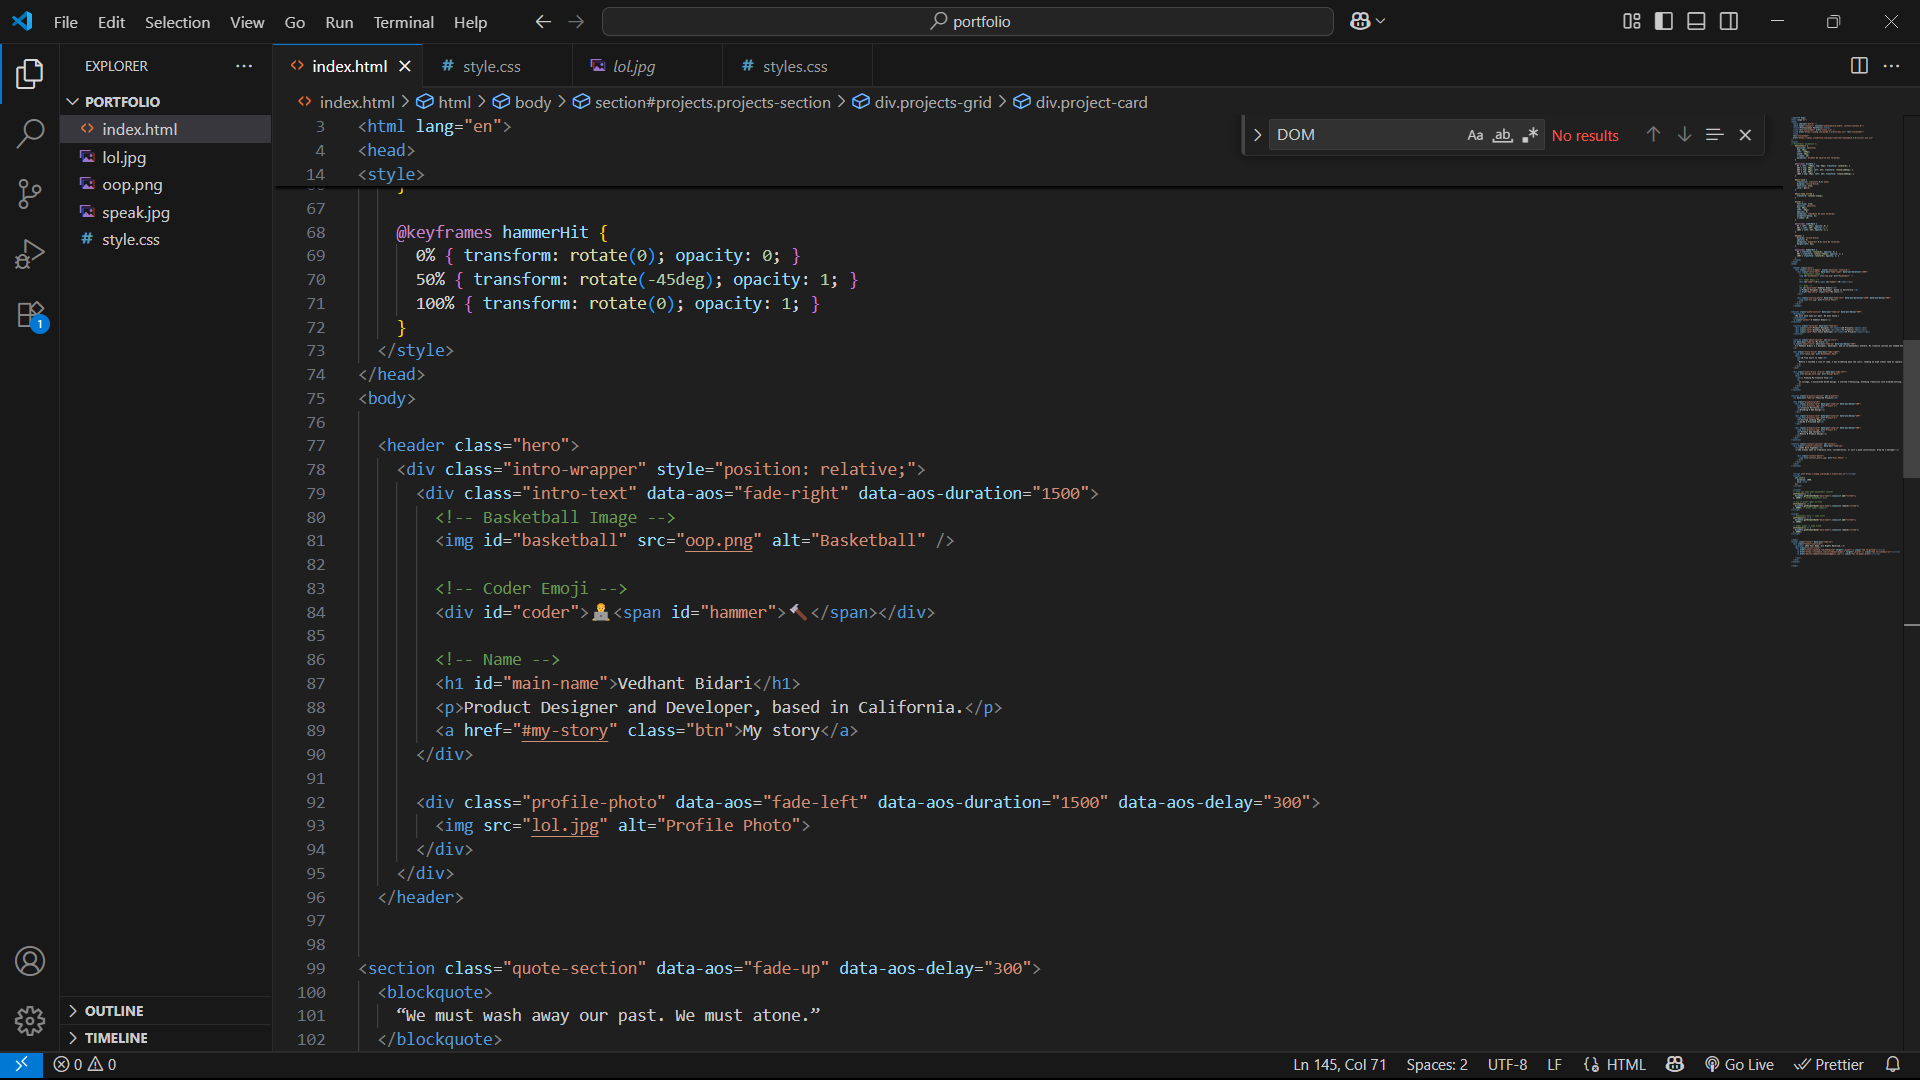 File Edit Selection View Go Run Terminal Help
portfolio
EXPLORER
PORTFOLIO
index.html
lol.jpg
oop.png
speak.jpg
style.css
1
OUTLINE
TIMELINE
index.html
style.css
lol.jpg
styles.css
index.html > html > body > section#projects.projects-section > div.projects-grid > div.project-card
DOM
Aa ab .*
No results
3 <html lang="en">
4 <head>
14 <style>
67
68 @keyframes hammerHit {
69 0% { transform: rotate(0); opacity: 0; }
70 50% { transform: rotate(-45deg); opacity: 1; }
71 100% { transform: rotate(0); opacity: 1; }
72 }
73 </style>
74 </head>
75 <body>
76
77 <header class="hero">
78 <div class="intro-wrapper" style="position: relative;">
79 <div class="intro-text" data-aos="fade-right" data-aos-duration="1500">
80 <!-- Basketball Image -->
81 <img id="basketball" src="oop.png" alt="Basketball" />
82
83 <!-- Coder Emoji -->
84 <div id="coder">👨‍💻<span id="hammer">🔨</span></div>
85
86 <!-- Name -->
87 <h1 id="main-name">Vedhant Bidari</h1>
88 <p>Product Designer and Developer, based in California.</p>
89 <a href="#my-story" class="btn">My story</a>
90 </div>
91
92 <div class="profile-photo" data-aos="fade-left" data-aos-duration="1500" data-aos-delay="300">
93 <img src="lol.jpg" alt="Profile Photo">
94 </div>
95 </div>
96 </header>
97
98
99 <section class="quote-section" data-aos="fade-up" data-aos-delay="300">
100 <blockquote>
101 “We must wash away our past. We must atone.”
102 </blockquote>
0 0
Ln 145, Col 71 Spaces: 2 UTF-8 LF {} HTML Go Live Prettier